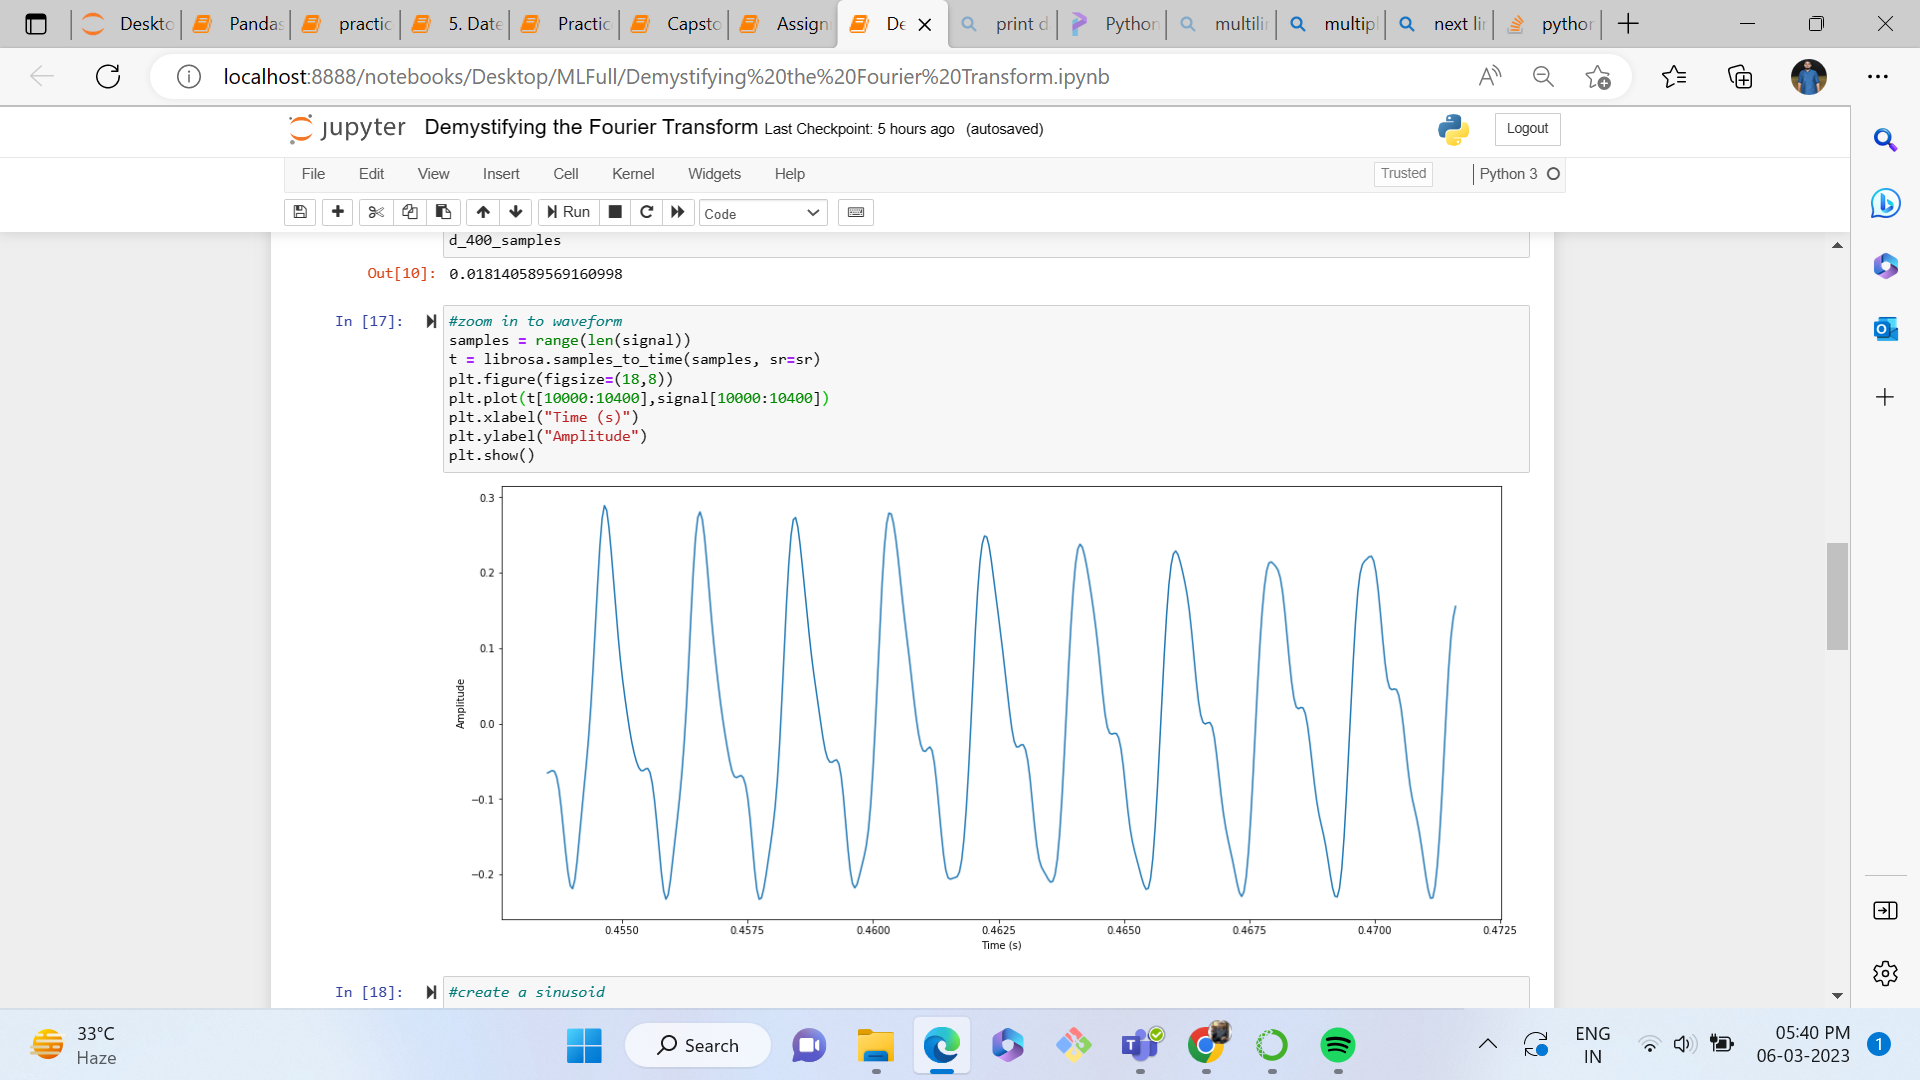 Deskto
Pandas
practic
5. Date
Practic
Capsto
Assign
De
print d
Python
multilin
multipl
next lin
python
localhost:8888/notebooks/Desktop/MLFull/Demystifying%20the%20Fourier%20Transform.ipynb
jupyter Demystifying the Fourier Transform Last Checkpoint: 5 hours ago (autosaved)
Logout
File Edit View Insert Cell Kernel Widgets Help
Trusted
Python 3
Run
Code
d_400_samples
Out[10]: 0.018140589569160998
In [17]:
#zoom in to waveform
samples = range(len(signal))
t = librosa.samples_to_time(samples, sr=sr)
plt.figure(figsize=(18,8))
plt.plot(t[10000:10400],signal[10000:10400])
plt.xlabel("Time (s)")
plt.ylabel("Amplitude")
plt.show()
0.3
0.2
0.1
0.0
−0.1
−0.2
Amplitude
0.4550 0.4575 0.4600 0.4625 0.4650 0.4675 0.4700 0.4725
Time (s)
In [18]: #create a sinusoid
33°C
Haze
Search
ENG
IN
05:40 PM
06-03-2023
1